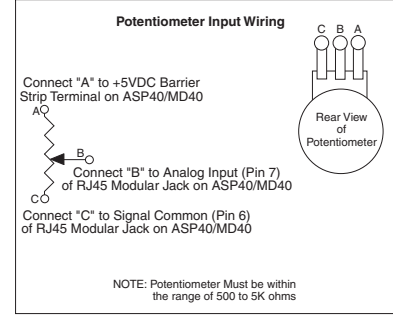 Potentiometer Input Wiring
C B A
Connect "A" to +5VDC Barrier
Strip Terminal on ASP40/MD40
A
Rear View
of
Potentiometer
B
Connect "B" to Analog Input (Pin 7)
of RJ45 Modular Jack on ASP40/MD40
C
Connect "C" to Signal Common (Pin 6)
of RJ45 Modular Jack on ASP40/MD40
NOTE: Potentiometer Must be within
the range of 500 to 5K ohms